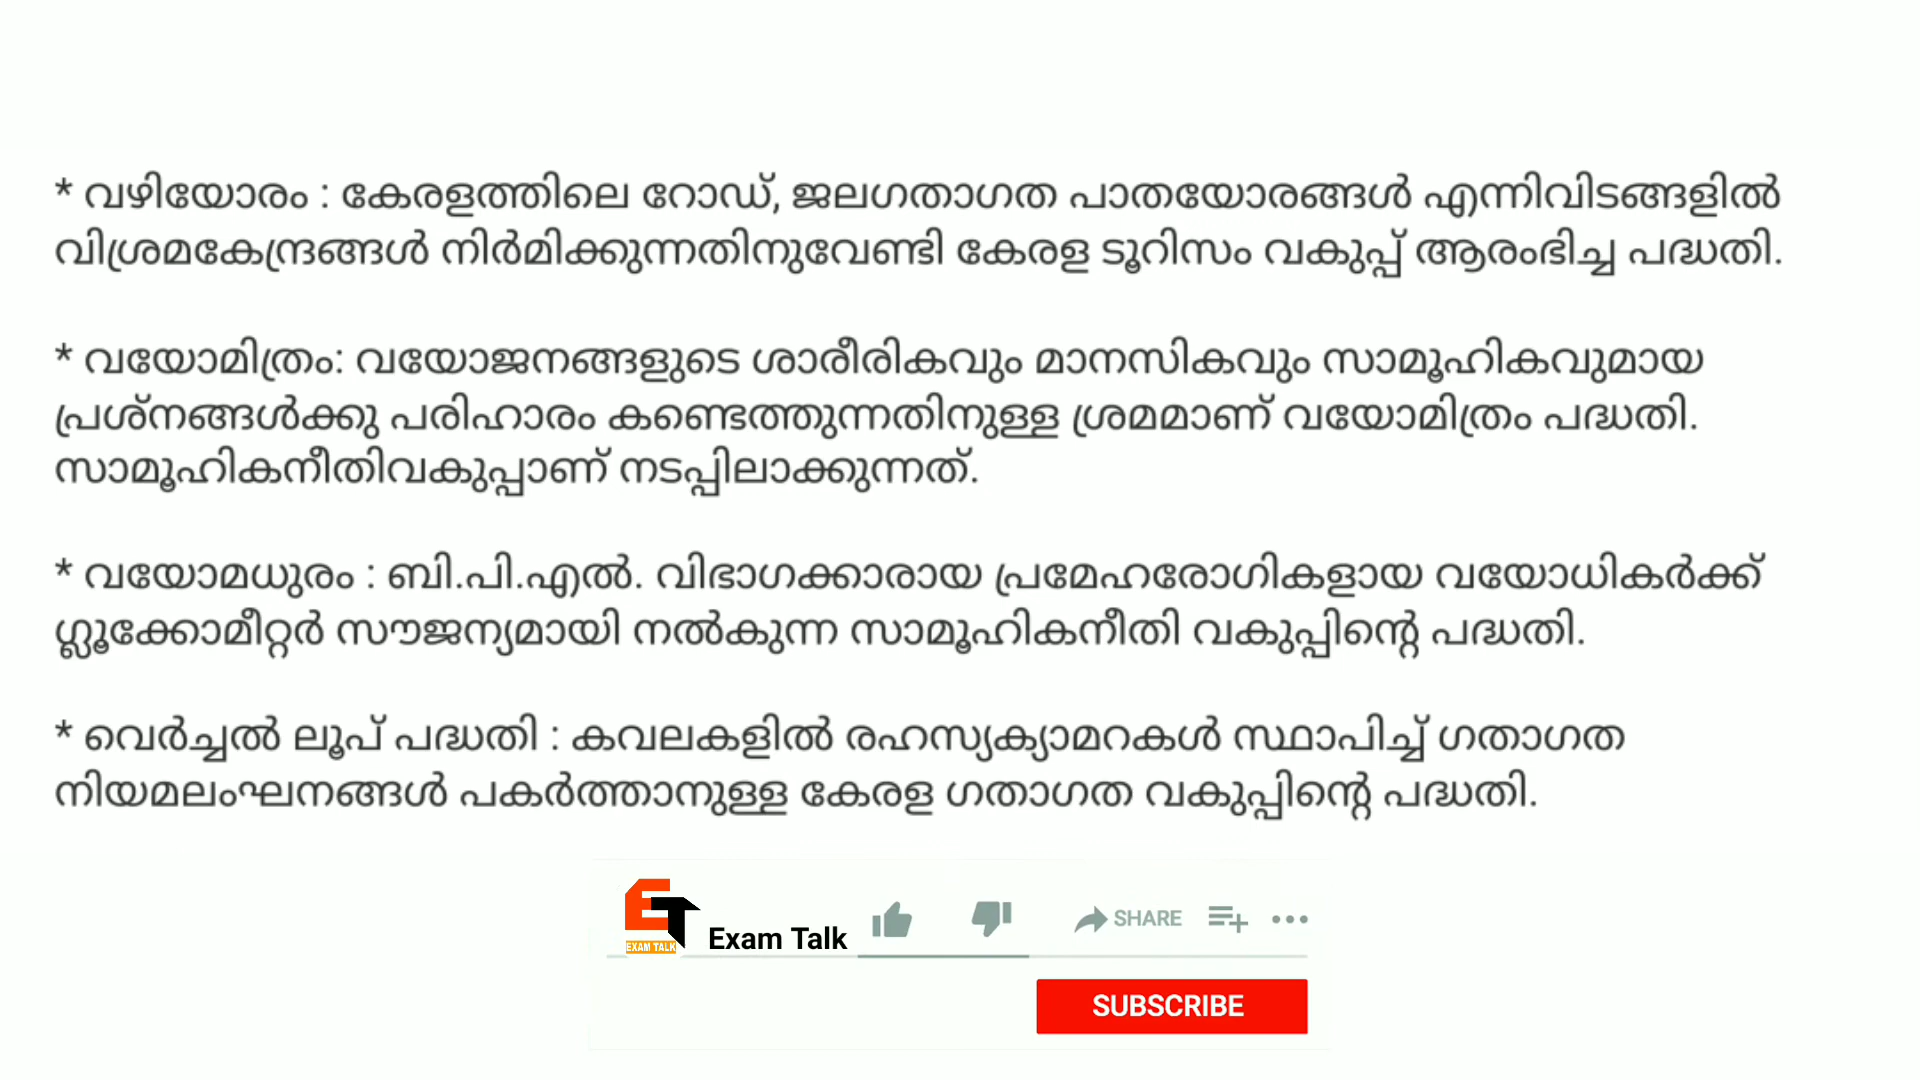 * വഴിയോരം : കേരളത്തിലെ റോഡ്, ജലഗതാഗത പാതയോരങ്ങൾ എന്നിവിടങ്ങളിൽ
വിശ്രമകേന്ദ്രങ്ങൾ നിർമിക്കുന്നതിനുവേണ്ടി കേരള ടൂറിസം വകുപ്പ് ആരംഭിച്ച പദ്ധതി.
* വയോമിത്രം: വയോജനങ്ങളുടെ ശാരീരികവും മാനസികവും സാമൂഹികവുമായ
പ്രശ്നങ്ങൾക്കു പരിഹാരം കണ്ടെത്തുന്നതിനുള്ള ശ്രമമാണ് വയോമിത്രം പദ്ധതി.
സാമൂഹികനീതിവകുപ്പാണ് നടപ്പിലാക്കുന്നത്.
* വയോമധുരം : ബി.പി.എൽ. വിഭാഗക്കാരായ പ്രമേഹരോഗികളായ വയോധികർക്ക്
ഗ്ലൂക്കോമീറ്റർ സൗജന്യമായി നൽകുന്ന സാമൂഹികനീതി വകുപ്പിന്റെ പദ്ധതി.
* വെർച്ചൽ ലൂപ് പദ്ധതി : കവലകളിൽ രഹസ്യക്യാമറകൾ സ്ഥാപിച്ച് ഗതാഗത
നിയമലംഘനങ്ങൾ പകർത്താനുള്ള കേരള ഗതാഗത വകുപ്പിന്റെ പദ്ധതി.
EXAM TALK
Exam Talk SHARE
SUBSCRIBE